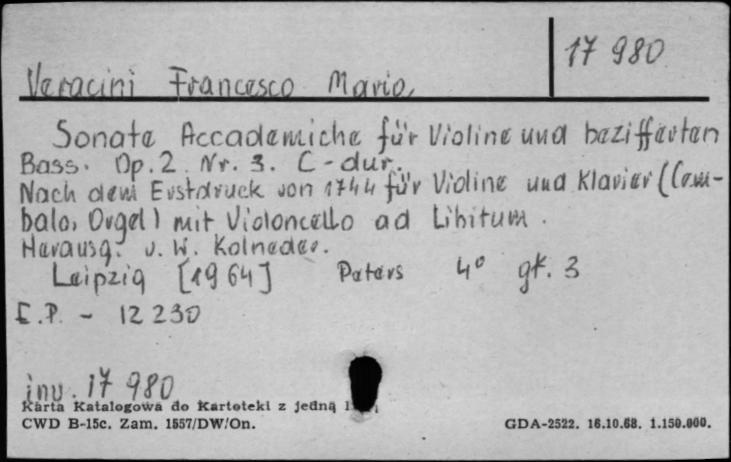 17 980
Veracini Francesco Mario.
Sonate Accademiche für Violine und bezifferten
Bass. Op. 2. Nr. 3. C-dur.
Nach dem Erstdruck von 1744 für Violine und Klavier (Cem-
balo, Orgel) mit Violoncello ad Libitum.
Herausg. v. W. Kolneder.
Leipzig [1964] Peters 4° gł. 3
E.P. - 12 230
inv. 17 980
Karta Katalogowa do Kartoteki z jedną
CWD B-15c. Zam. 1557/DW/On. GDA-2522. 16.10.68. 1.150.000.